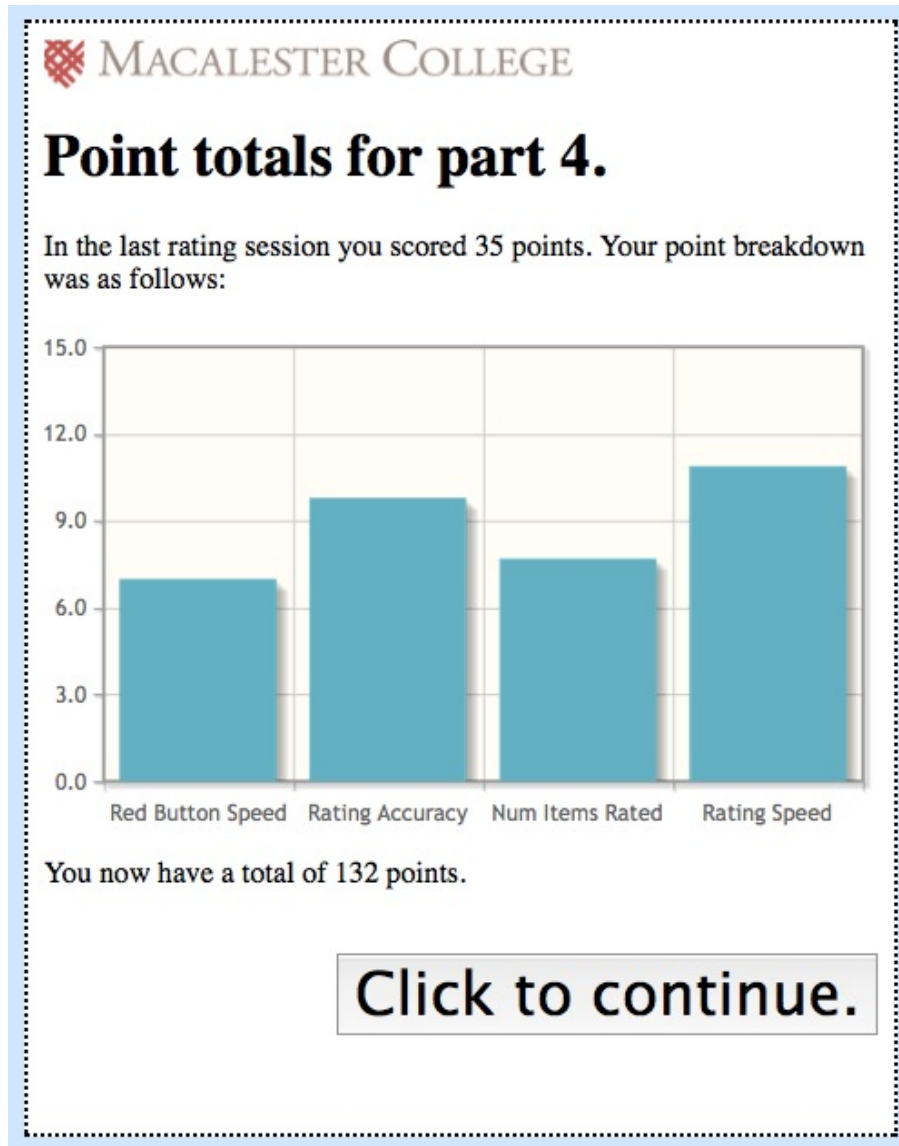 MACALESTER COLLEGE
Point totals for part 4.
In the last rating session you scored 35 points. Your point breakdown
was as follows:
15.0
12.0
9.0
6.0
3.0
0.0
Red Button Speed Rating Accuracy Num Items Rated Rating Speed
You now have a total of 132 points.
Click to continue.